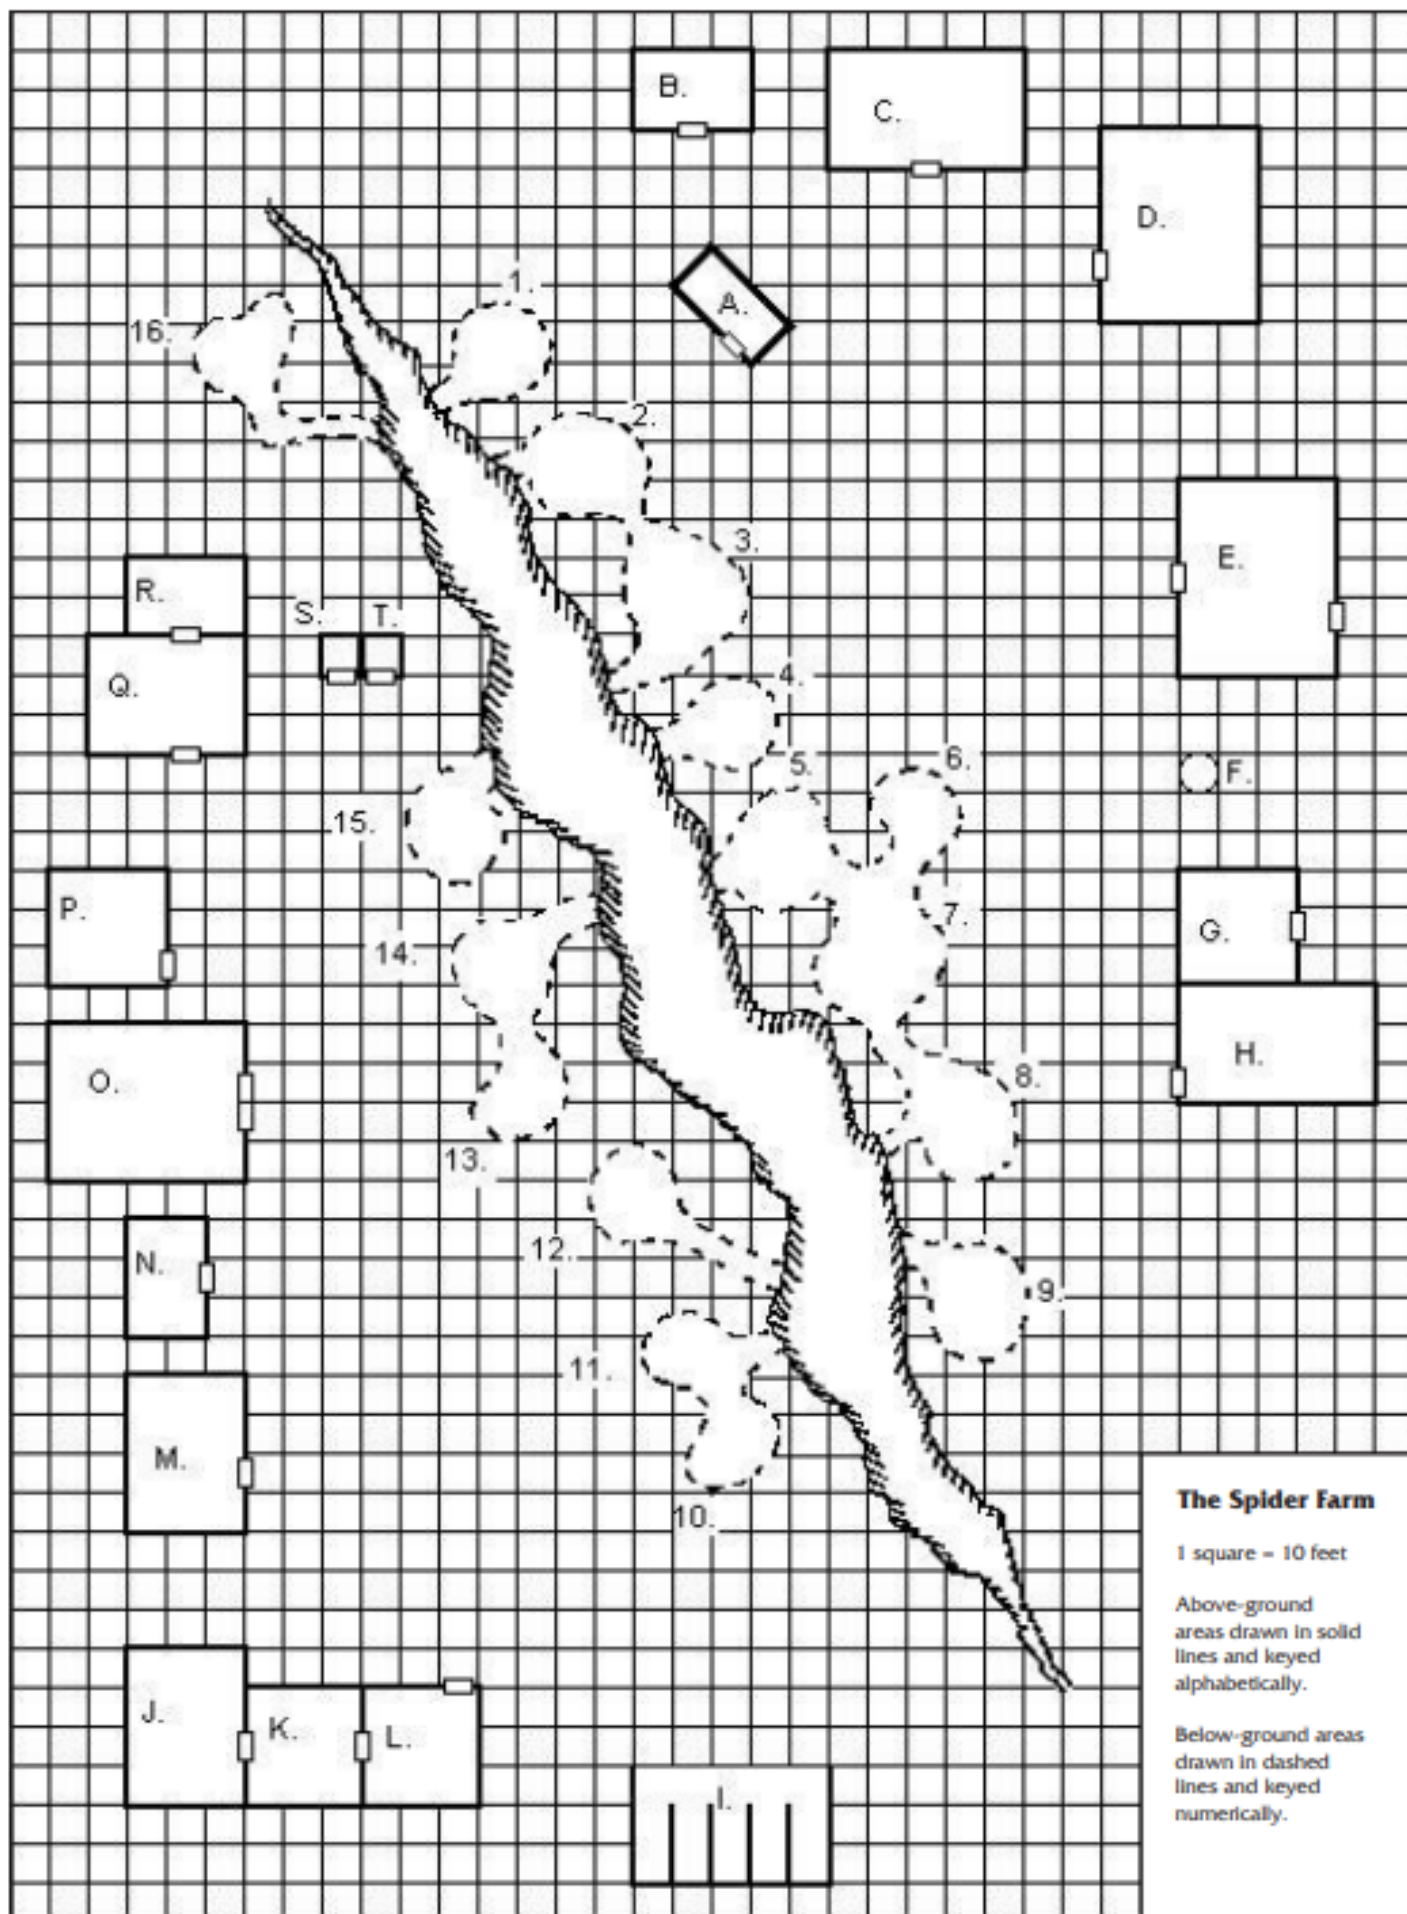 B.
C.
D.
1.
A.
16.
2.
3.
E.
R.
S.
T.
Q.
4.
5.
6.
F.
15.
P.
7.
G.
14.
H.
O.
8.
13.
12.
N.
9.
11.
M.
10.
The Spider Farm
1 square = 10 feet
Above-ground
areas drawn in solid
lines and keyed
alphabetically.
J.
K.
L.
Below-ground areas
drawn in dashed
lines and keyed
numerically.
I.